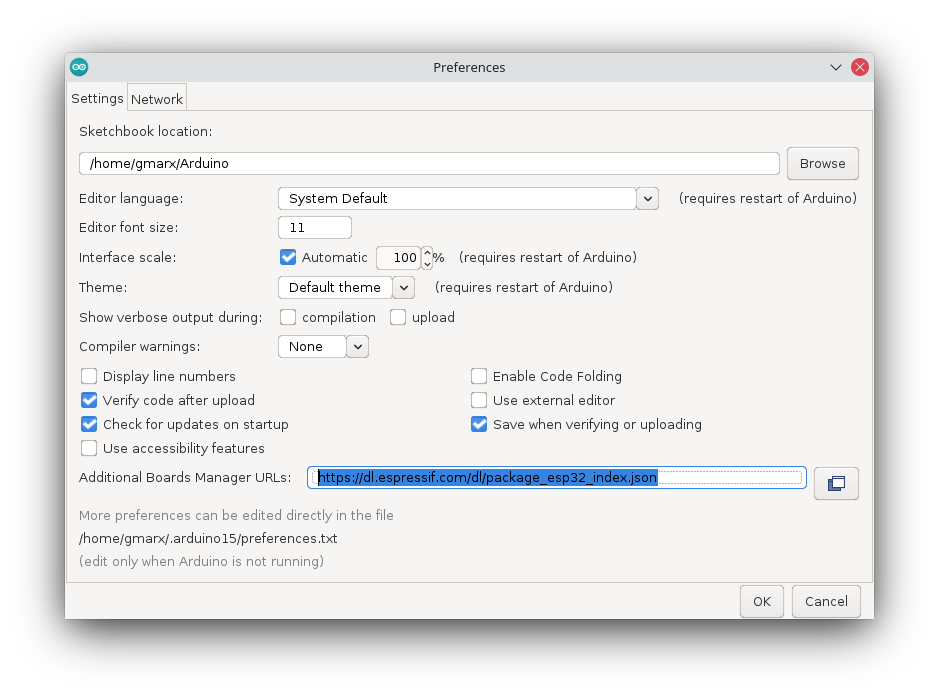 Preferences
Settings Network
Sketchbook location:
/home/gmarx/Arduino Browse
Editor language: System Default (requires restart of Arduino)
Editor font size: 11
Interface scale: Automatic 100 % (requires restart of Arduino)
Theme: Default theme (requires restart of Arduino)
Show verbose output during: compilation upload
Compiler warnings: None
Display line numbers Enable Code Folding
Verify code after upload Use external editor
Check for updates on startup Save when verifying or uploading
Use accessibility features
Additional Boards Manager URLs: https://dl.espressif.com/dl/package_esp32_index.json
More preferences can be edited directly in the file
/home/gmarx/.arduino15/preferences.txt
(edit only when Arduino is not running)
OK Cancel